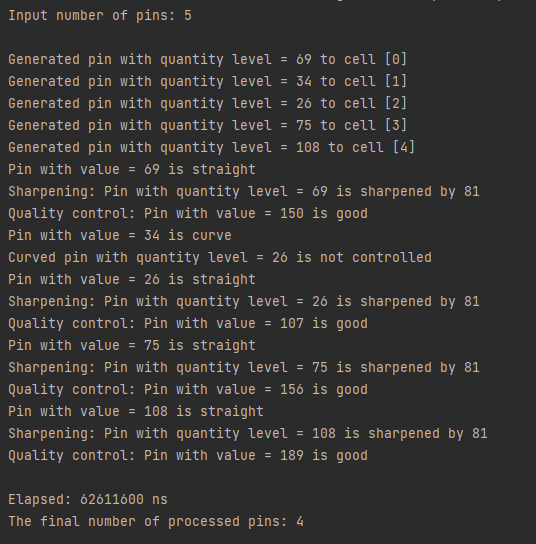 Input number of pins: 5
Generated pin with quantity level = 69 to cell [0]
Generated pin with quantity level = 34 to cell [1]
Generated pin with quantity level = 26 to cell [2]
Generated pin with quantity level = 75 to cell [3]
Generated pin with quantity level = 108 to cell [4]
Pin with value = 69 is straight
Sharpening: Pin with quantity level = 69 is sharpened by 81
Quality control: Pin with value = 150 is good
Pin with value = 34 is curve
Curved pin with quantity level = 26 is not controlled
Pin with value = 26 is straight
Sharpening: Pin with quantity level = 26 is sharpened by 81
Quality control: Pin with value = 107 is good
Pin with value = 75 is straight
Sharpening: Pin with quantity level = 75 is sharpened by 81
Quality control: Pin with value = 156 is good
Pin with value = 108 is straight
Sharpening: Pin with quantity level = 108 is sharpened by 81
Quality control: Pin with value = 189 is good
Elapsed: 62611600 ns
The final number of processed pins: 4